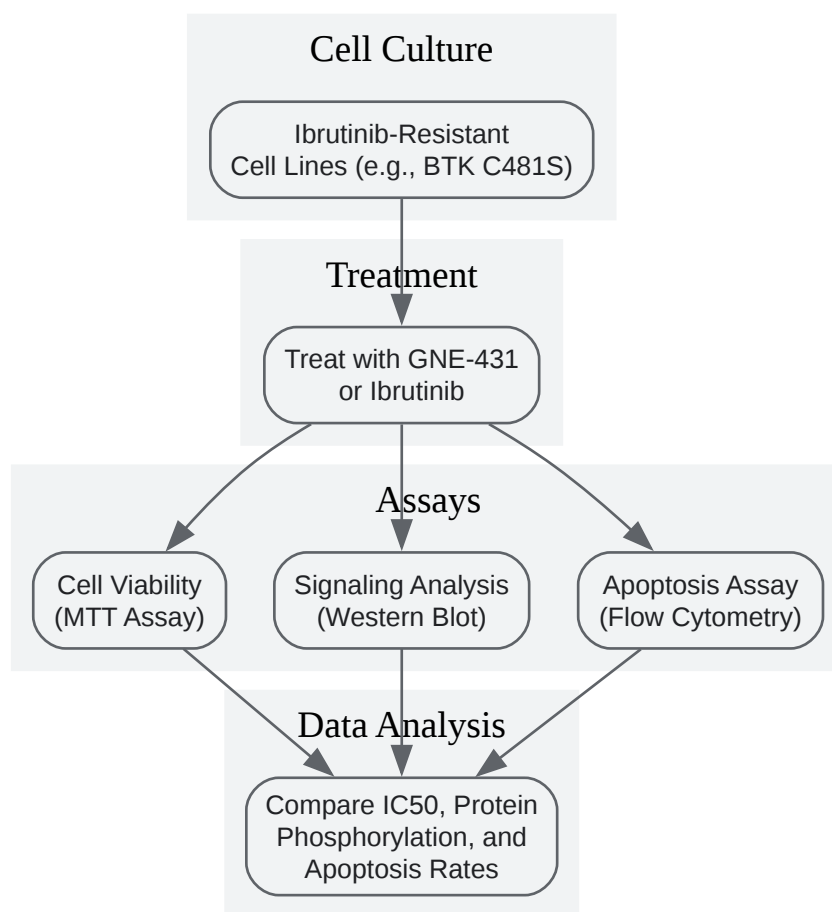 Cell Culture
Ibrutinib-Resistant
Cell Lines (e.g., BTK C481S)
Treatment
Treat with GNE-431
or Ibrutinib
Assays
Cell Viability
(MTT Assay)
Signaling Analysis
(Western Blot)
Apoptosis Assay
(Flow Cytometry)
Data Analysis
Compare IC50, Protein
Phosphorylation, and
Apoptosis Rates